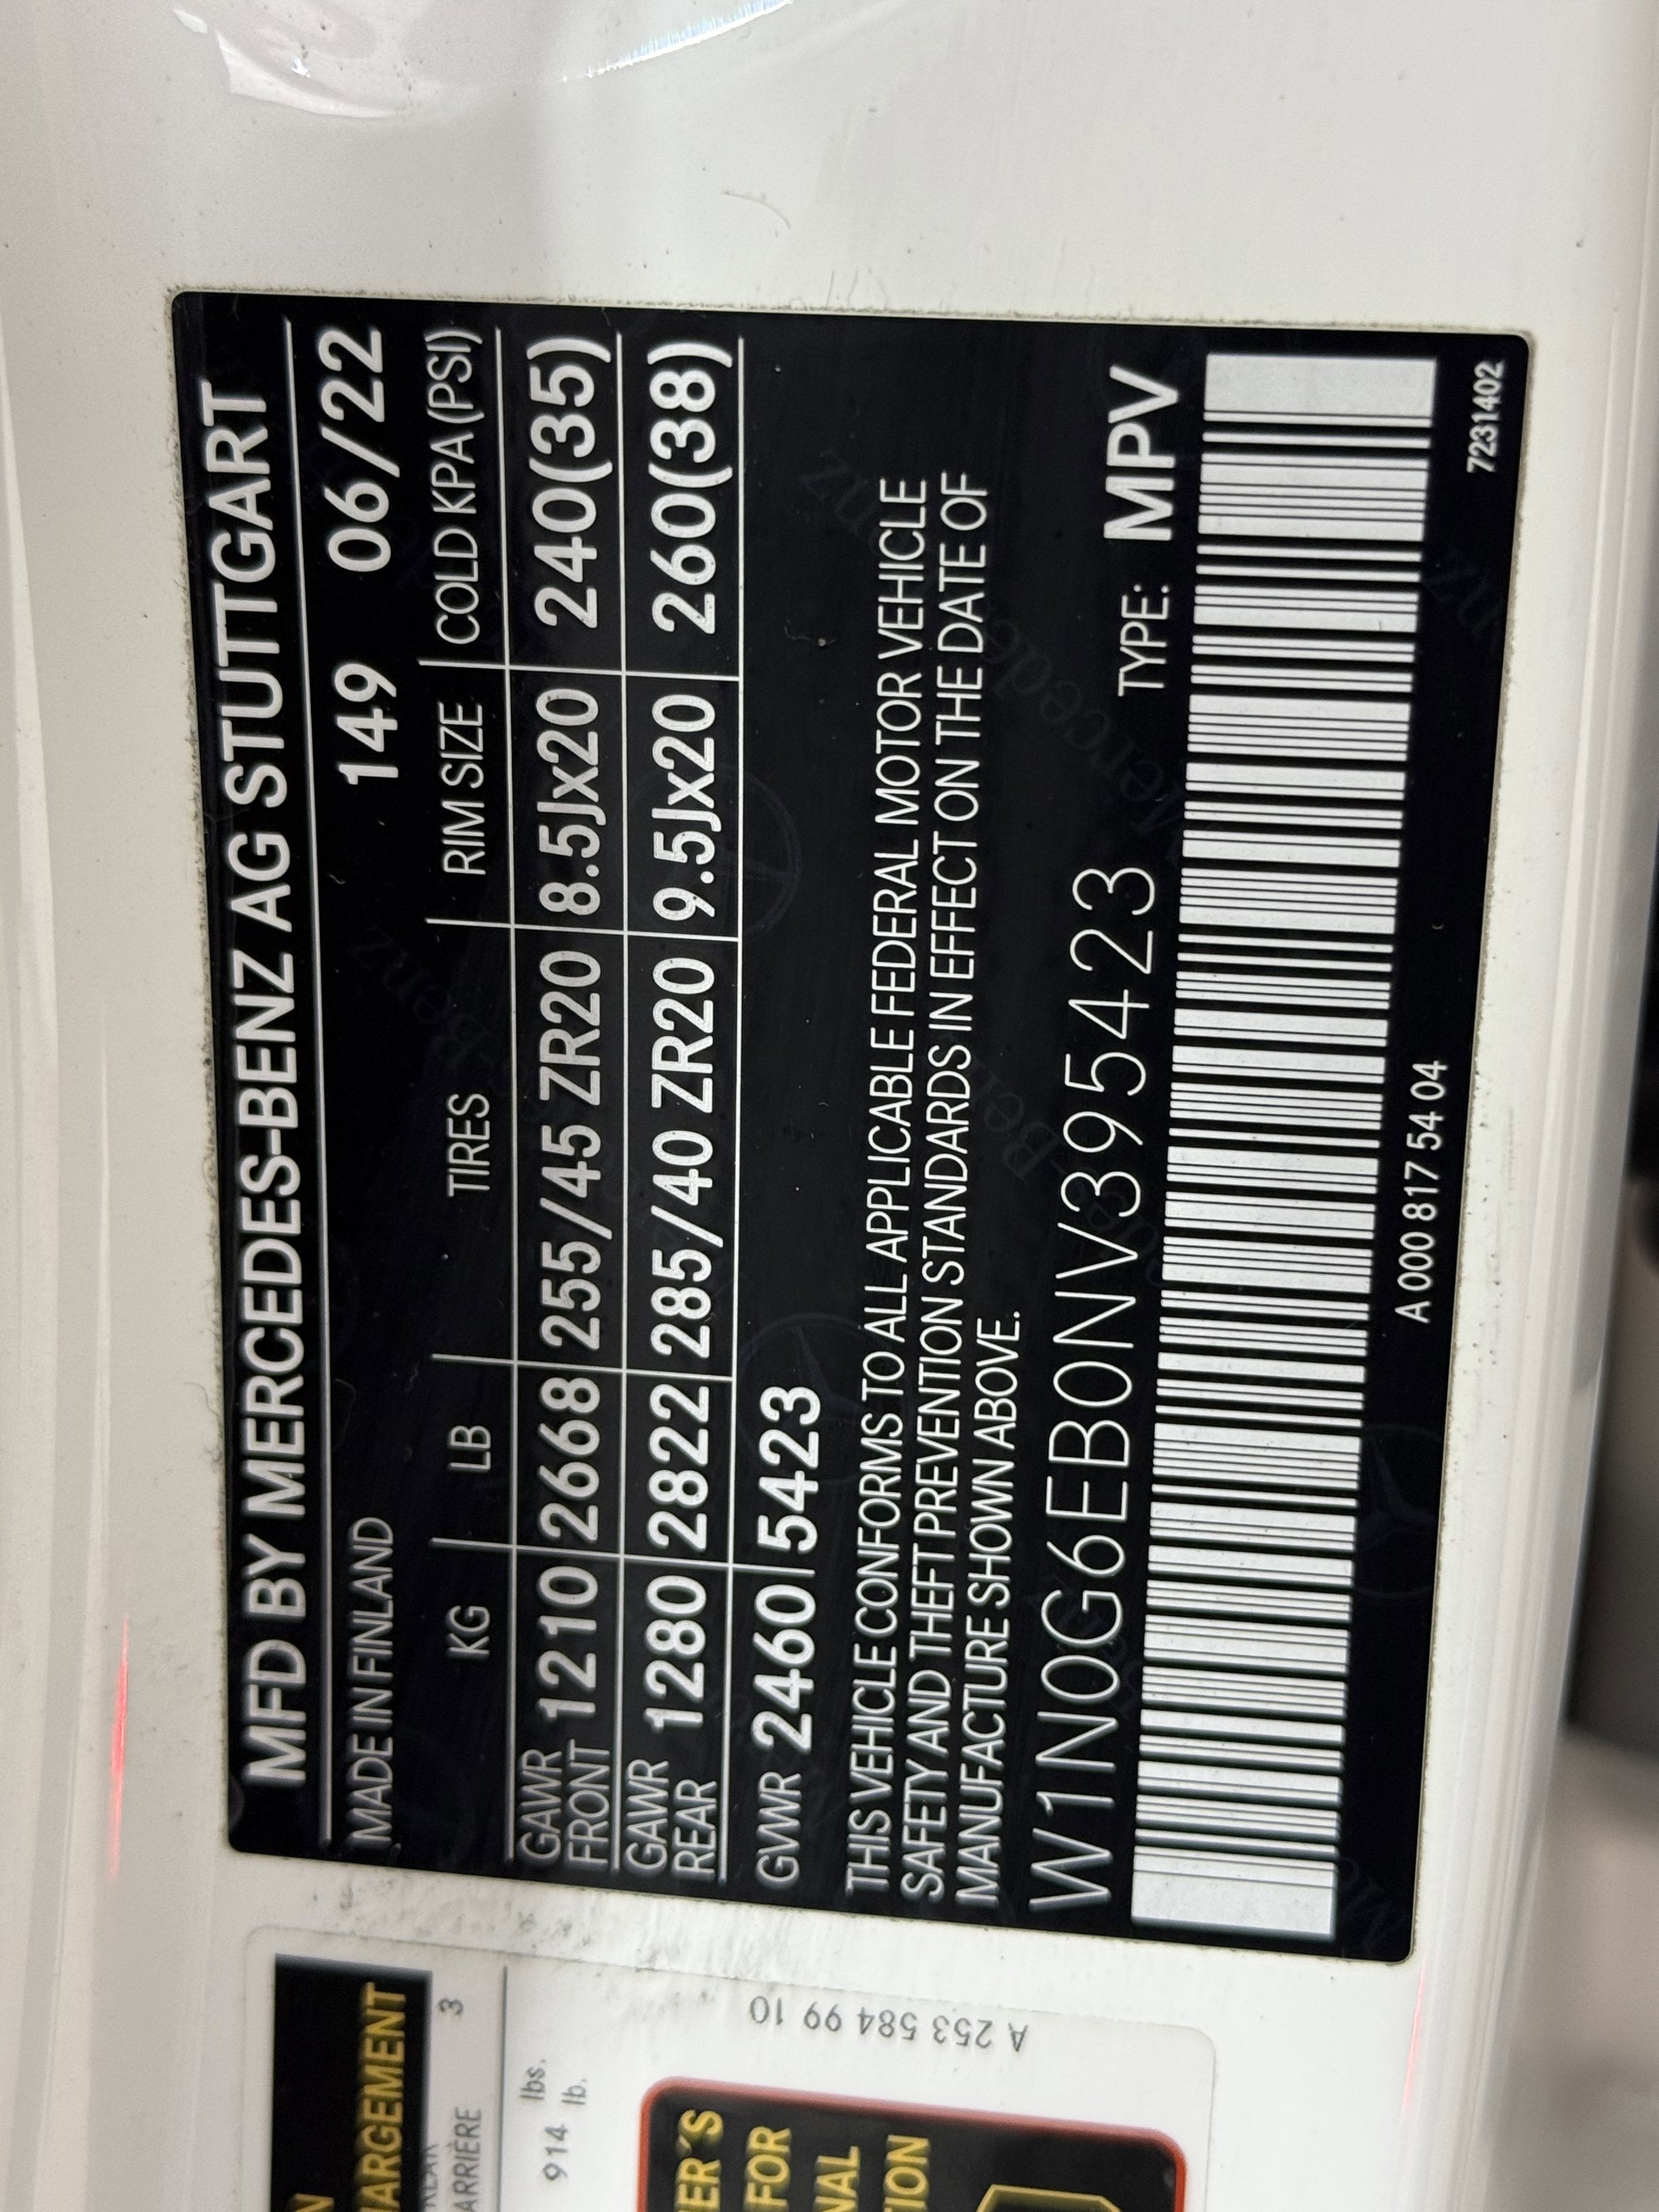 MFD BY MERCEDES-BENZ AG STUTTGART
MADE IN FINLAND 149 06/22
KG LB TIRES RIM SIZE COLD KPA(PSI)
GAWR FRONT 1210 2668 255/45 ZR20 8.5Jx20 240(35)
GAWR REAR 1280 2822 285/40 ZR20 9.5Jx20 260(38)
GVWR 2460 5423
THIS VEHICLE CONFORMS TO ALL APPLICABLE FEDERAL MOTOR VEHICLE
SAFETY AND THEFT PREVENTION STANDARDS IN EFFECT ON THE DATE OF
MANUFACTURE SHOWN ABOVE.
W1N0G6EB0NV395423 TYPE: MPV
A 000 817 54 04
7231402
A 253 584 99 10
ARGEMENT
ARRIÈRE 3
lbs.
914 lb.
ER'S
FOR
NAL
ION